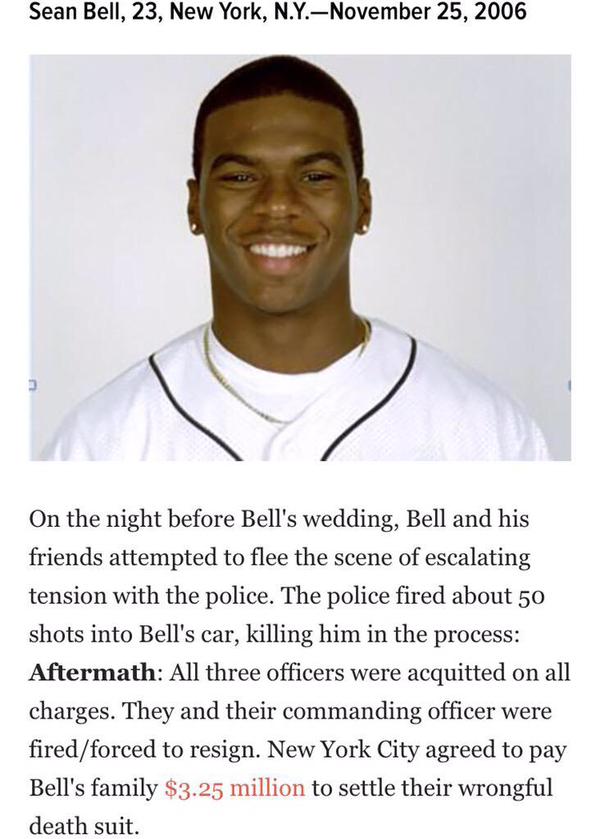 Sean Bell, 23, New York, N.Y.—November 25, 2006
On the night before Bell's wedding, Bell and his
friends attempted to flee the scene of escalating
tension with the police. The police fired about 50
shots into Bell's car, killing him in the process:
Aftermath: All three officers were acquitted on all
charges. They and their commanding officer were
fired/forced to resign. New York City agreed to pay
Bell's family $3.25 million to settle their wrongful
death suit.